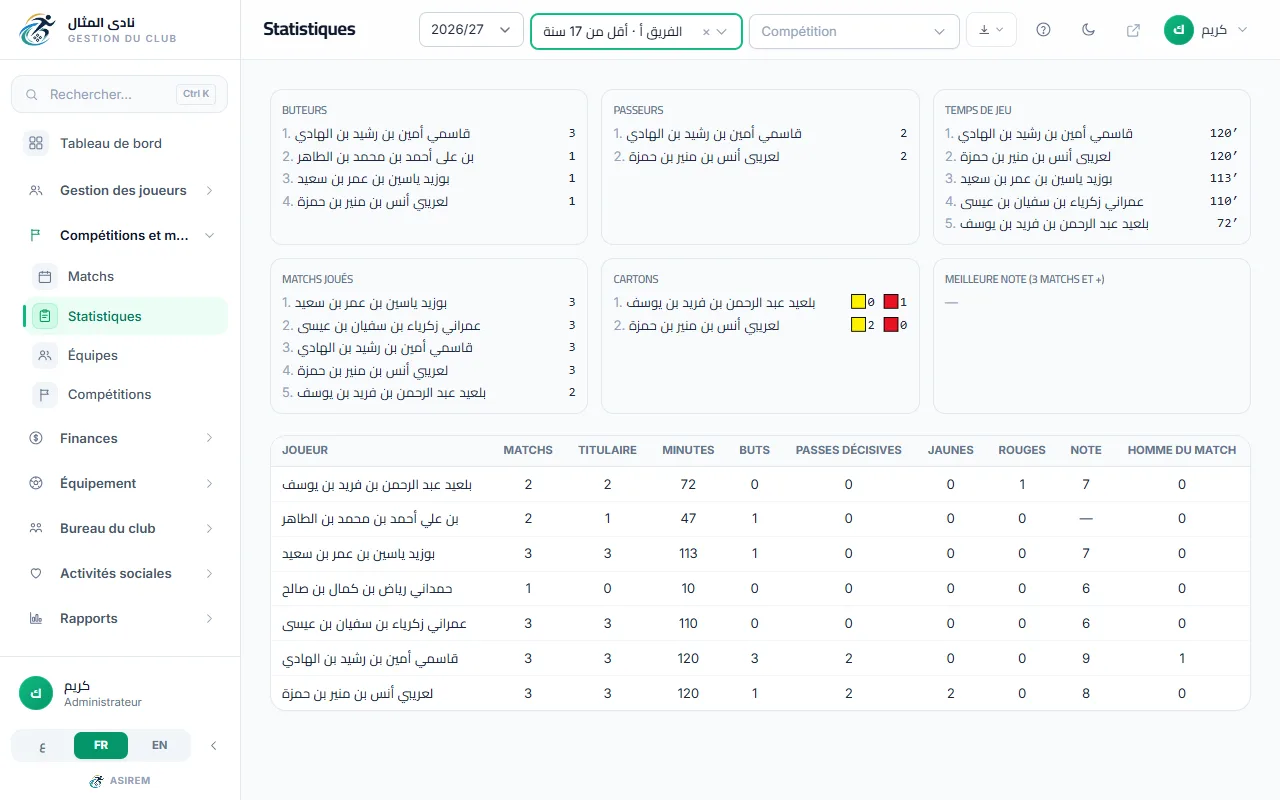 نادي المثال
GESTION DU CLUB
Rechercher...
Ctrl K
Tableau de bord
Gestion des joueurs
Compétitions et m...
Matchs
Statistiques
Équipes
Compétitions
Finances
Équipement
Bureau du club
Activités sociales
Rapports
كريم
Administrateur
ع
FR
EN
ASIREM
Statistiques
2026/27
الفريق أ · أقل من 17 سنة
Compétition
كريم
BUTEURS
1. قاسمي أمين بن رشيد بن الهادي 3
2. بن علي أحمد بن محمد بن الطاهر 1
3. بوزيد ياسين بن عمر بن سعيد 1
4. لعريبي أنس بن منير بن حمزة 1
PASSEURS
1. قاسمي أمين بن رشيد بن الهادي 2
2. لعريبي أنس بن منير بن حمزة 2
TEMPS DE JEU
1. قاسمي أمين بن رشيد بن الهادي 120′
2. لعريبي أنس بن منير بن حمزة 120′
3. بوزيد ياسين بن عمر بن سعيد 113′
4. عمراني زكرياء بن سفيان بن عيسى 110′
5. بلعيد عبد الرحمن بن فريد بن يوسف 72′
MATCHS JOUÉS
1. بوزيد ياسين بن عمر بن سعيد 3
2. عمراني زكرياء بن سفيان بن عيسى 3
3. قاسمي أمين بن رشيد بن الهادي 3
4. لعريبي أنس بن منير بن حمزة 3
5. بلعيد عبد الرحمن بن فريد بن يوسف 2
CARTONS
1. بلعيد عبد الرحمن بن فريد بن يوسف 0 1
2. لعريبي أنس بن منير بن حمزة 2 0
MEILLEURE NOTE (3 MATCHS ET +)
—
JOUEUR MATCHS TITULAIRE MINUTES BUTS PASSES DÉCISIVES JAUNES ROUGES NOTE HOMME DU MATCH
بلعيد عبد الرحمن بن فريد بن يوسف 2 2 72 0 0 0 1 7 0
بن علي أحمد بن محمد بن الطاهر 2 1 47 1 0 0 0 — 0
بوزيد ياسين بن عمر بن سعيد 3 3 113 1 0 0 0 7 0
حمداني رياض بن كمال بن صالح 1 0 10 0 0 0 0 6 0
عمراني زكرياء بن سفيان بن عيسى 3 3 110 0 0 0 0 6 0
قاسمي أمين بن رشيد بن الهادي 3 3 120 3 2 0 0 9 1
لعريبي أنس بن منير بن حمزة 3 3 120 1 2 2 0 8 0